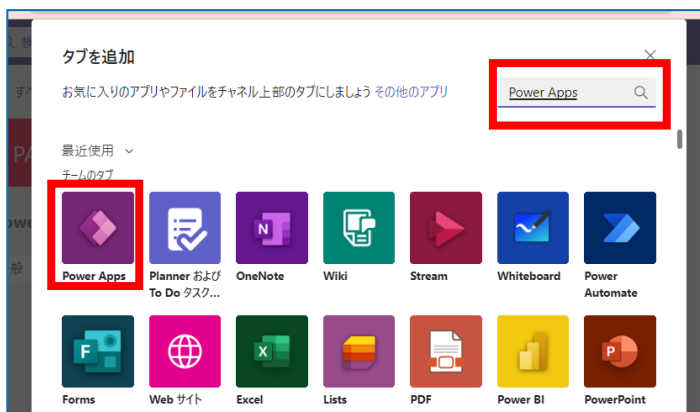 タブを追加
お気に入りのアプリやファイルをチャネル上部のタブにしましょう その他のアプリ
Power Apps
最近使用
チームのタブ
Power Apps
Planner および To Do タスク...
OneNote
Wiki
Stream
Whiteboard
Power Automate
Forms
Web サイト
Excel
Lists
PDF
Power BI
PowerPoint